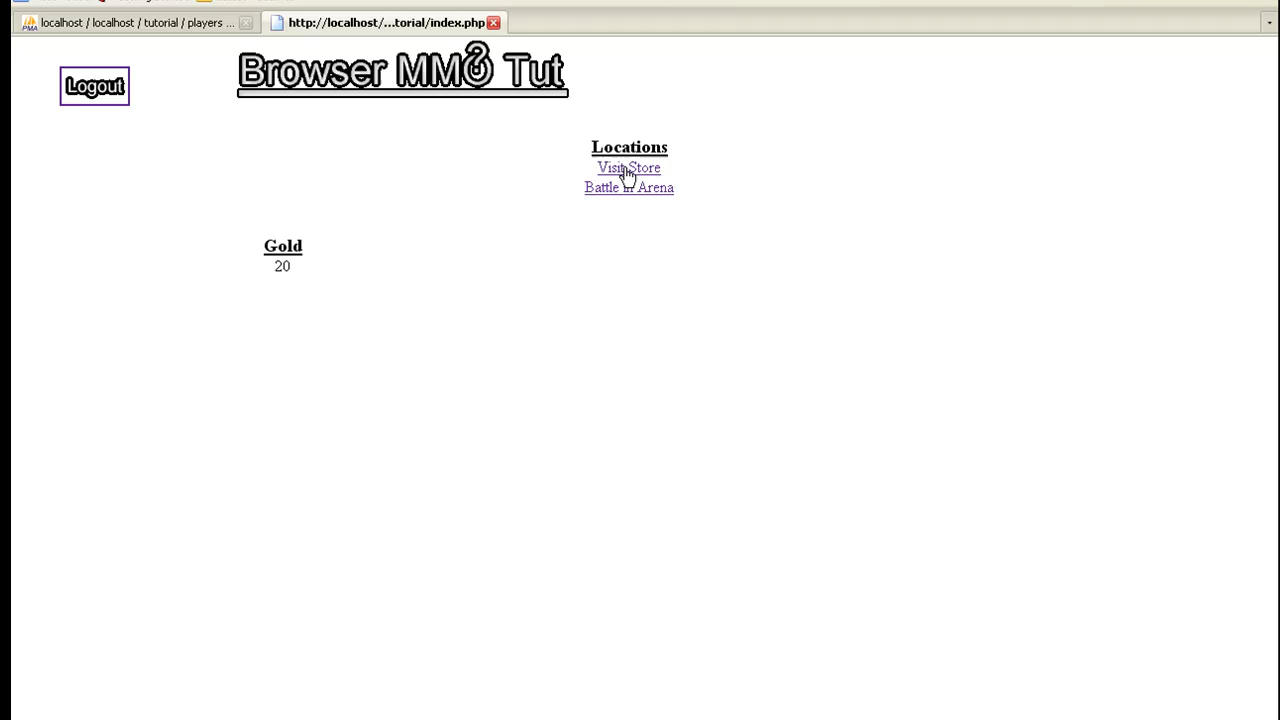 localhost / localhost / tutorial / players ...
http://localhost/...torial/index.php
Logout
Browser MMO Tut
Locations
Visit Store
Battle in Arena
Gold
20